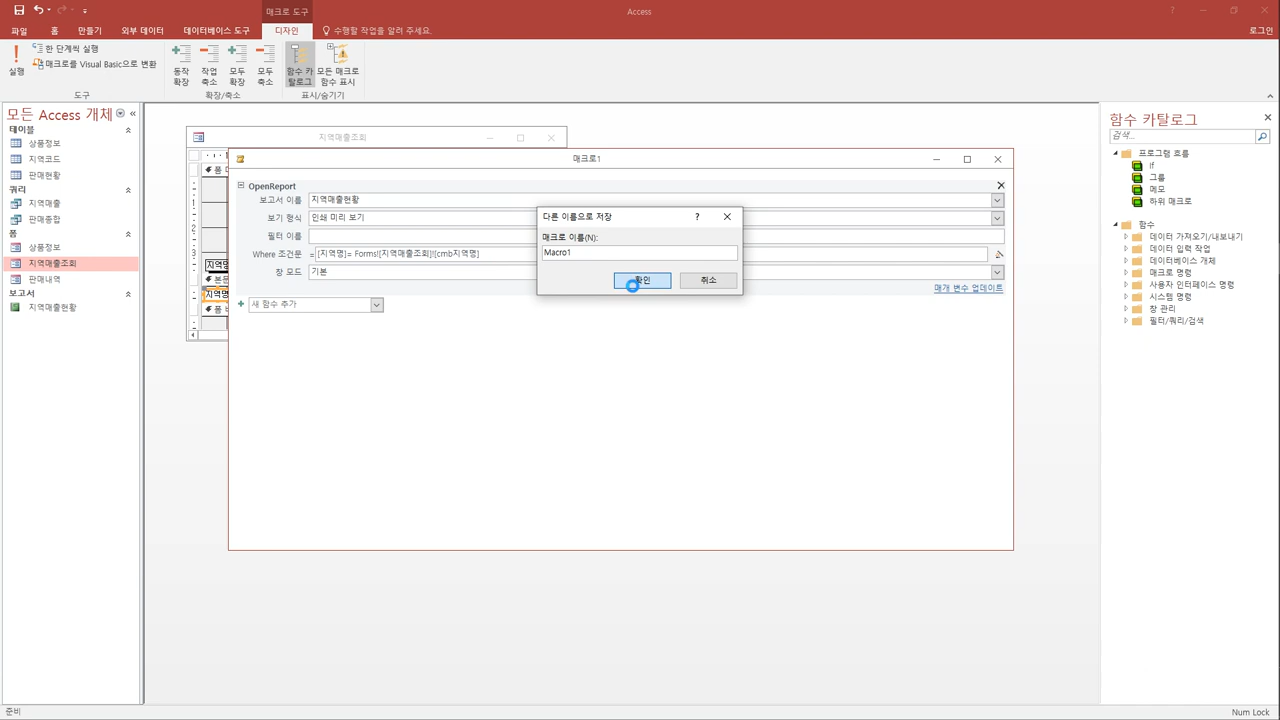 매크로 도구
Access
파일 홈 만들기 외부 데이터 데이터베이스 도구 디자인 수행할 작업을 알려 주세요.
로그인
실행
한 단계씩 실행
매크로를 Visual Basic으로 변환
동작 확장
작업 축소
모두 확장
모두 축소
함수 카탈로그
모든 매크로 함수 표시
도구
확장/축소
표시/숨기기
모든 Access 개체
테이블
상품정보
지역코드
판매현황
쿼리
지역매출
판매종합
폼
상품정보
지역매출조회
판매내역
보고서
지역매출현황
지역매출조회
매크로1
OpenReport
보고서 이름 지역매출현황
보기 형식 인쇄 미리 보기
필터 이름
Where 조건문 = [지역명]= Forms![지역매출조회]![cmb지역명]
창 모드 기본
매개 변수 업데이트
새 함수 추가
다른 이름으로 저장
매크로 이름(N):
Macro1
확인 취소
함수 카탈로그
검색...
프로그램 흐름
If
그룹
메모
하위 매크로
함수
데이터 가져오기/내보내기
데이터 입력 작업
데이터베이스 개체
매크로 명령
사용자 인터페이스 명령
시스템 명령
창 관리
필터/쿼리/검색
준비
Num Lock